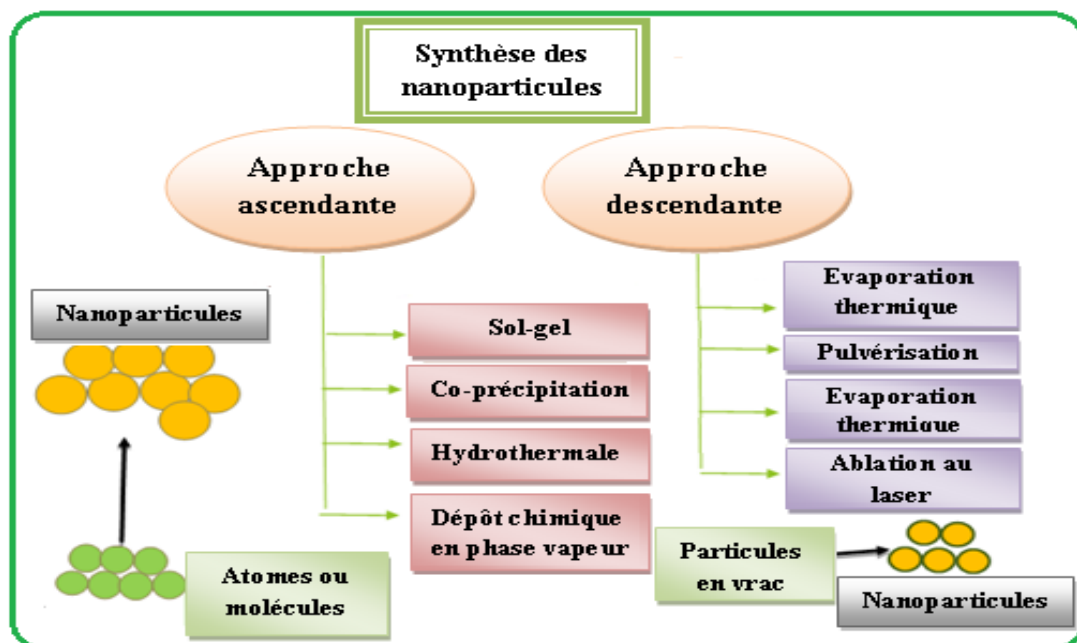 Synthèse des
nanoparticules
Approche
ascendante
Approche
descendante
Nanoparticules
Sol-gel
Co-précipitation
Hydrothermale
Dépôt chimique
en phase vapeur
Atomes ou
molécules
Evaporation
thermique
Pulvérisation
Evaporation
thermique
Ablation au
laser
Particules
en vrac
Nanoparticules